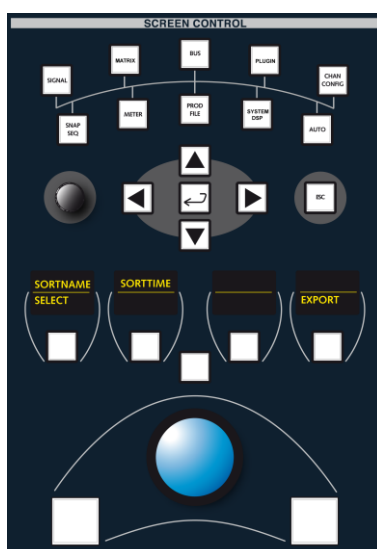 SCREEN CONTROL
BUS
MATRIX
PLUGIN
SIGNAL
CHAN
CONFIG
METER
PROD
FILE
SYSTEM
DSP
SNAP
SEQ
AUTO
ESC
SORTNAME
SELECT
SORTTIME
EXPORT